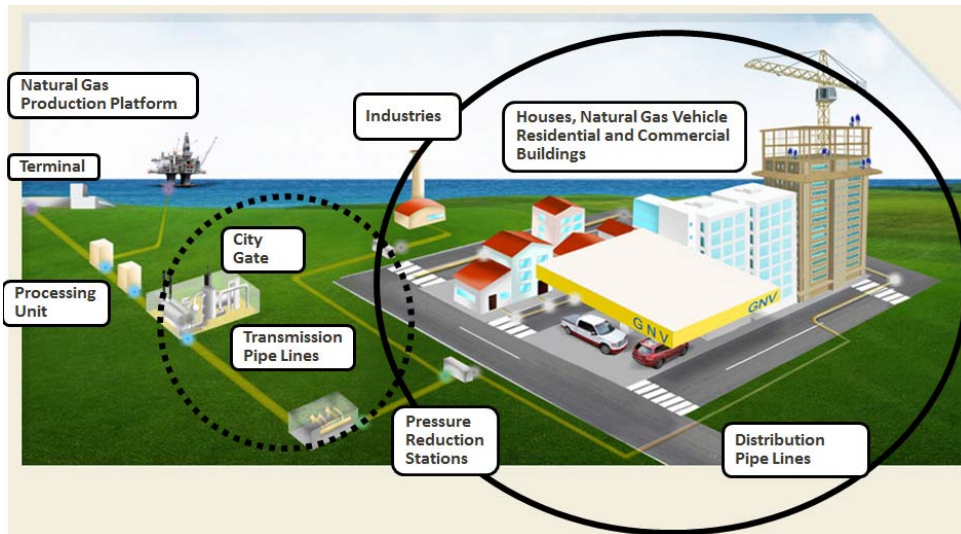 Natural Gas
Production Platform
Industries
Houses, Natural Gas Vehicle
Residential and Commercial
Buildings
Terminal
City
Gate
Processing
Unit
Transmission
Pipe Lines
GNV
GNV
Pressure
Reduction
Stations
Distribution
Pipe Lines